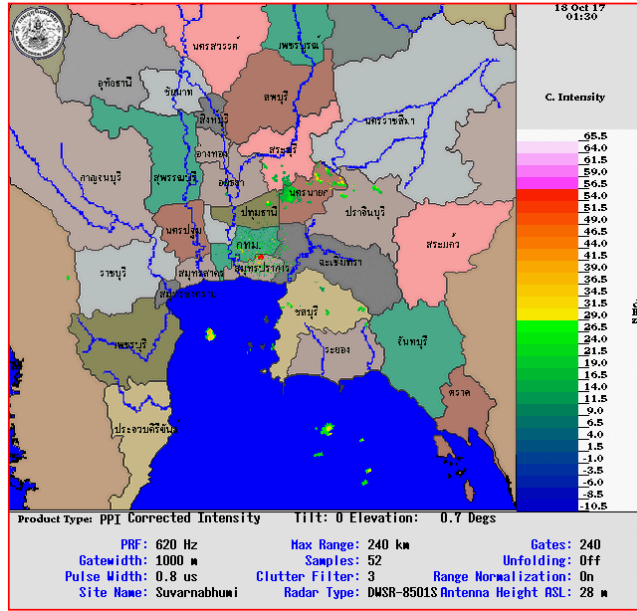 18 Oct 17
01:30
C. Intensity
นครสวรรค์
เพชรบูรณ์
อุทัยธานี
ชัยนาท
ลพบุรี
สิงห์บุรี
นครราชสีมา
อ่างทอง
สระบุรี
กาญจนบุรี
สุพรรณบุรี
อยุธยา
นครนายก
ปทุมธานี
ปราจีนบุรี
นครปฐม
กทม.
สระแก้ว
ราชบุรี
สมุทรสาคร
สมุทรปราการ
ฉะเชิงเทรา
สมุทรสงคราม
ชลบุรี
เพชรบุรี
ระยอง
จันทบุรี
ตราด
ประจวบคีรีขันธ์
65.5
64.0
61.5
59.0
56.5
54.0
51.5
49.0
46.5
44.0
41.5
39.0
36.5
34.0
31.5
29.0
26.5
24.0
21.5
19.0
16.5
14.0
11.5
9.0
6.5
4.0
1.5
-1.0
-3.5
-6.0
-8.5
-10.5
Product Type: PPI Corrected Intensity Tilt: 0 Elevation: 0.7 Degs
PRF: 620 Hz Max Range: 240 km Gates: 240
Gatewidth: 1000 m Samples: 52 Unfolding: Off
Pulse Width: 0.8 us Clutter Filter: 3 Range Normalization: On
Site Name: Suvarnabhumi Radar Type: DWSR-8501S Antenna Height ASL: 28 m